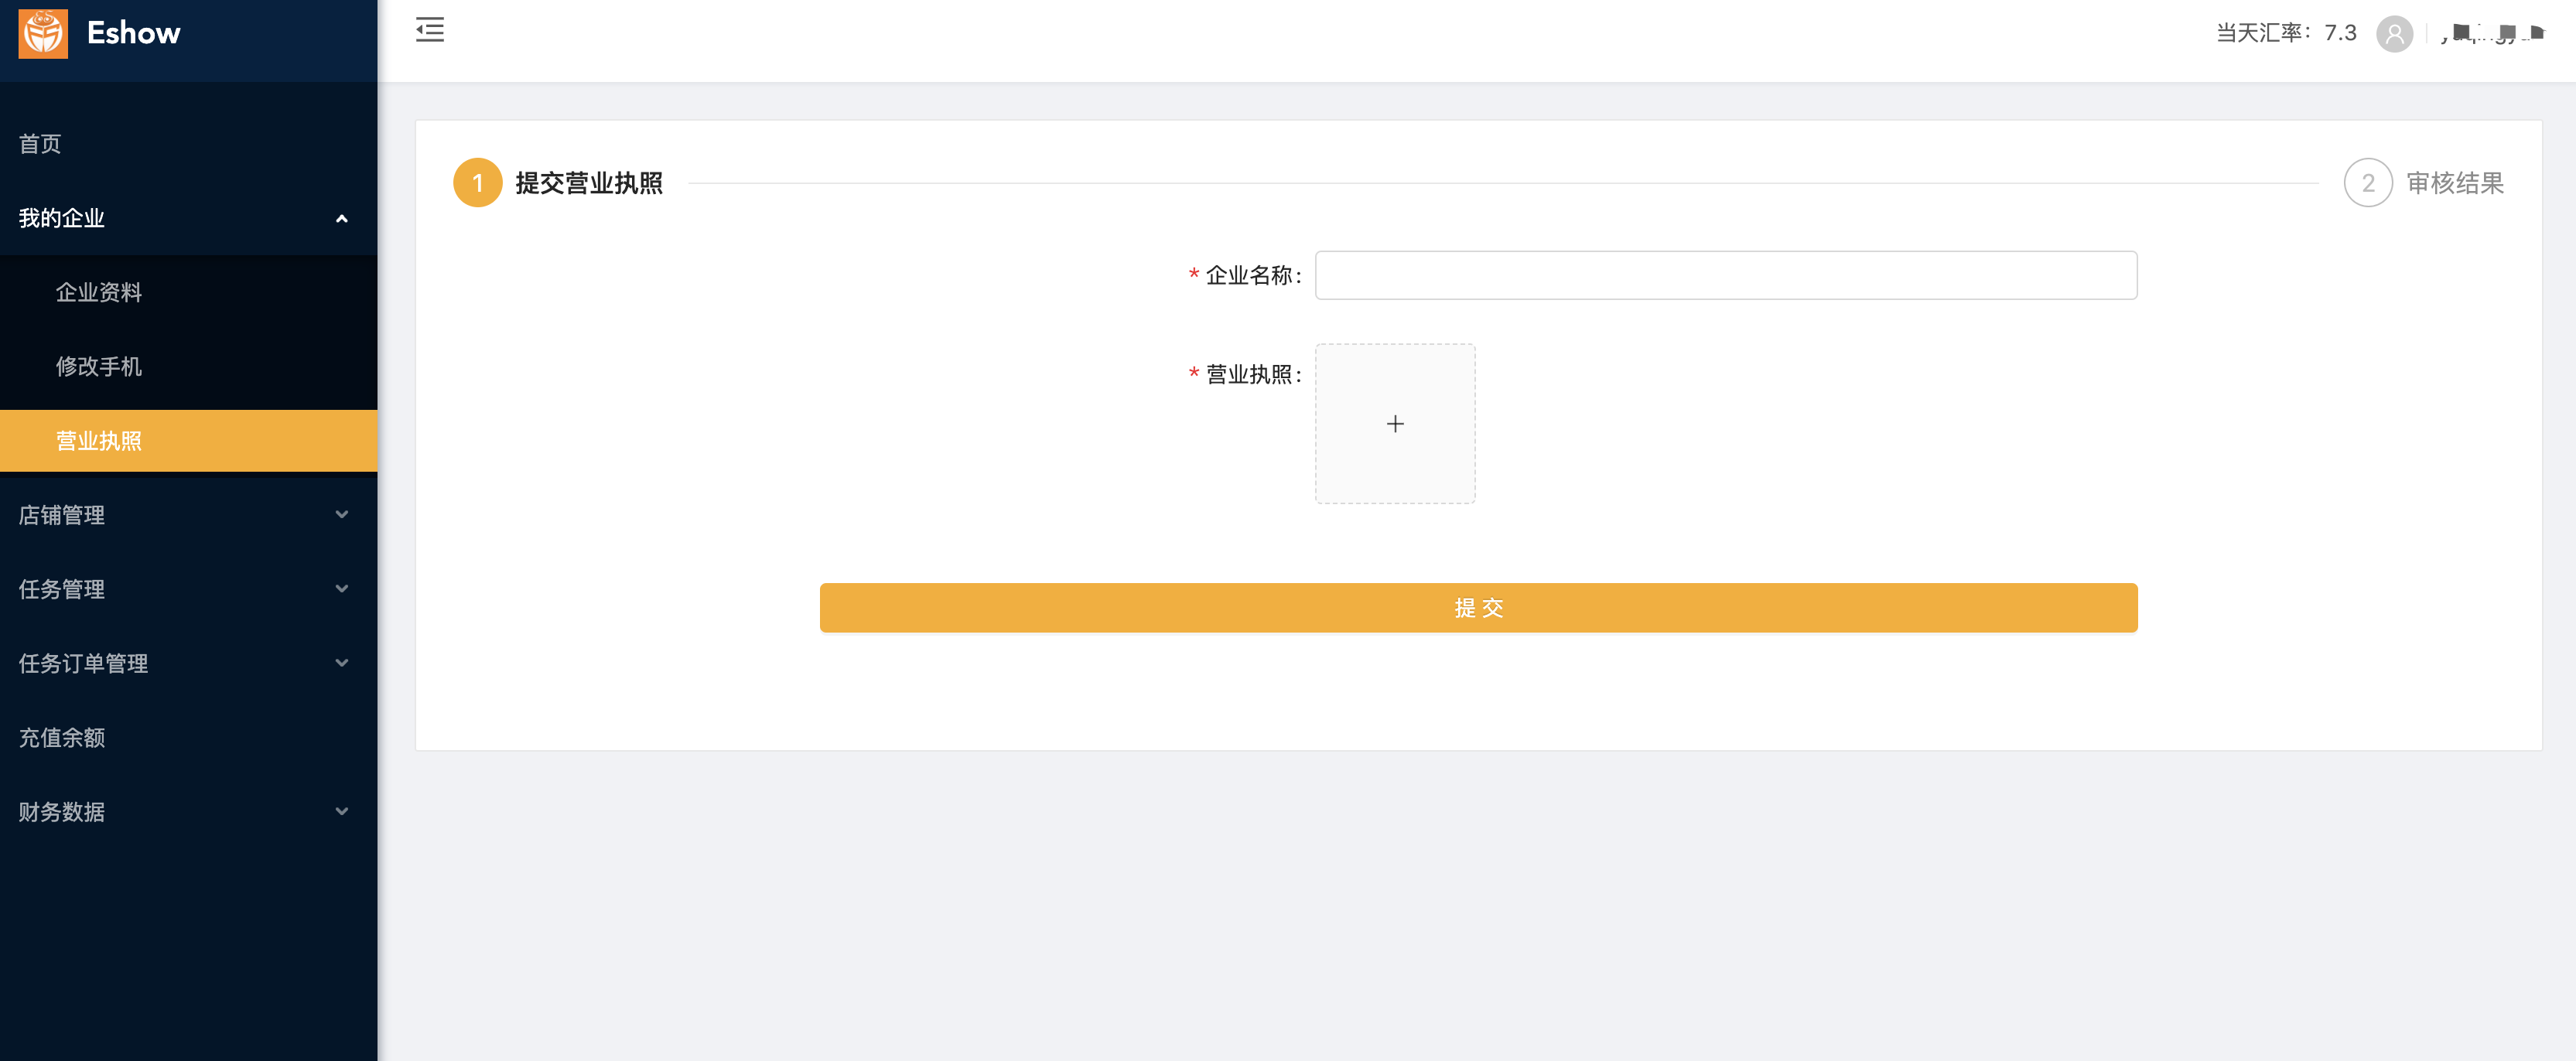 Eshow
当天汇率：7.3
首页
我的企业
企业资料
修改手机
营业执照
店铺管理
任务管理
任务订单管理
充值余额
财务数据
1 提交营业执照
2 审核结果
* 企业名称：
* 营业执照：
+
提 交